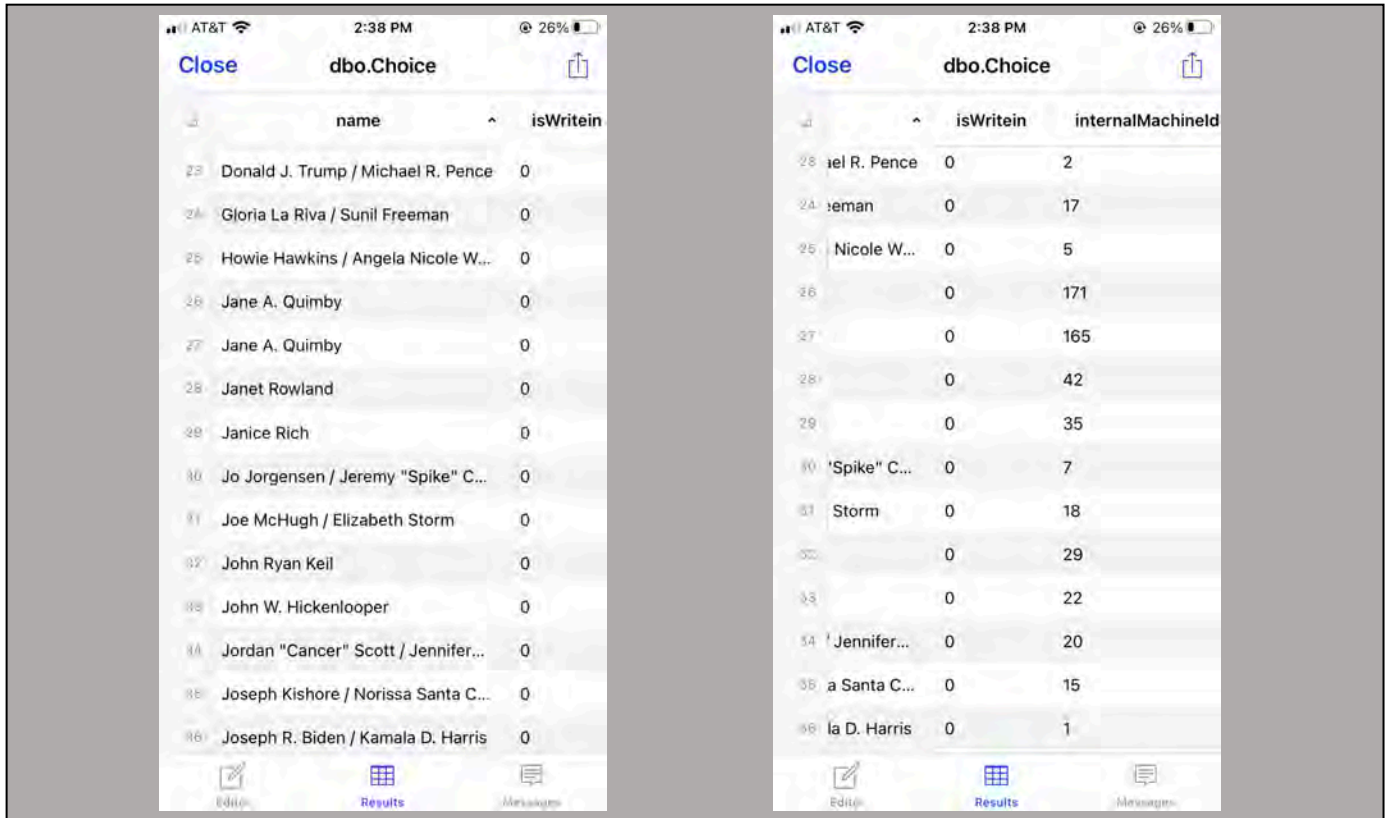 AT&T 2:38 PM 26%
Close dbo.Choice
name ^ isWritein
23 Donald J. Trump / Michael R. Pence 0
24 Gloria La Riva / Sunil Freeman 0
25 Howie Hawkins / Angela Nicole W... 0
26 Jane A. Quimby 0
27 Jane A. Quimby 0
28 Janet Rowland 0
29 Janice Rich 0
30 Jo Jorgensen / Jeremy "Spike" C... 0
31 Joe McHugh / Elizabeth Storm 0
32 John Ryan Keil 0
33 John W. Hickenlooper 0
34 Jordan "Cancer" Scott / Jennifer... 0
35 Joseph Kishore / Norissa Santa C... 0
36 Joseph R. Biden / Kamala D. Harris 0
Editor Results Messages
AT&T 2:38 PM 26%
Close dbo.Choice
^ isWritein internalMachineId
23 ael R. Pence 0 2
24 eeman 0 17
25 Nicole W... 0 5
26 0 171
27 0 165
28 0 42
29 0 35
30 "Spike" C... 0 7
31 Storm 0 18
32 0 29
33 0 22
34 / Jennifer... 0 20
35 a Santa C... 0 15
36 la D. Harris 0 1
Editor Results Messages